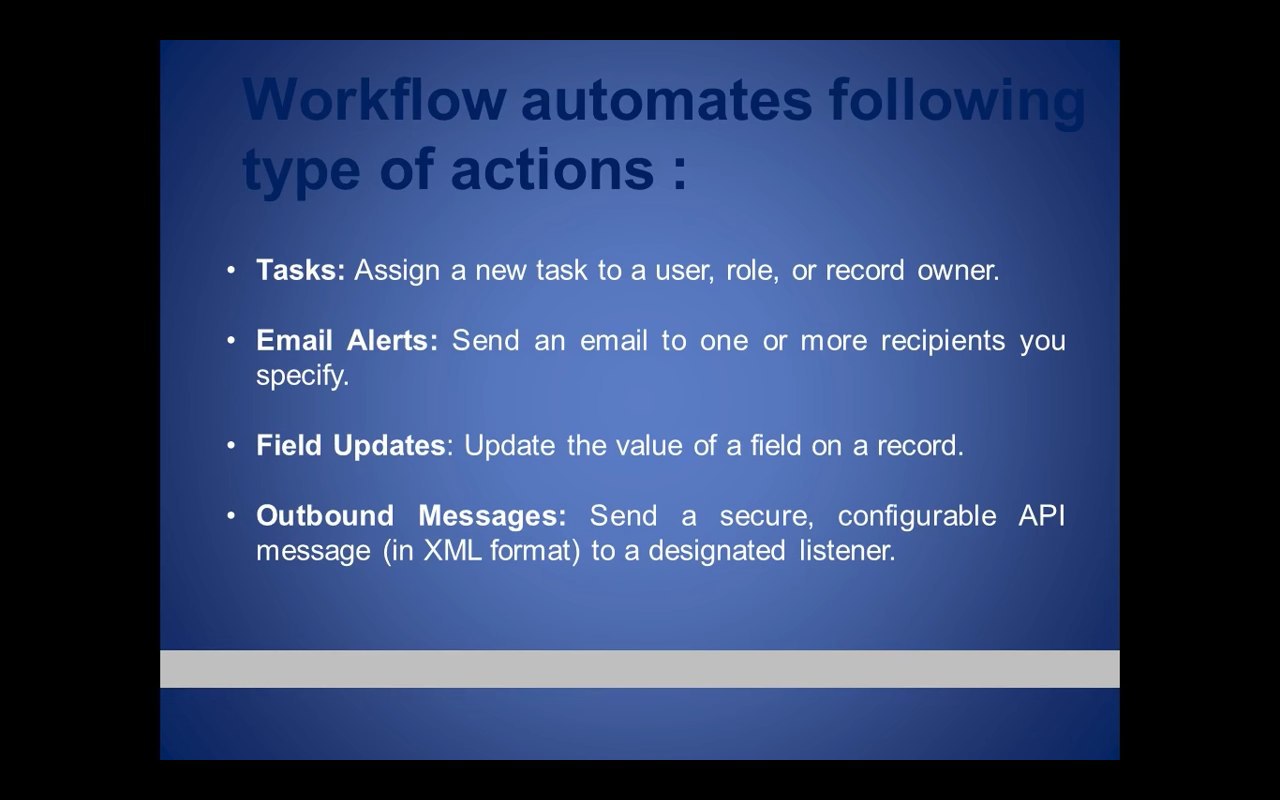 Workflow automates following
type of actions :
• Tasks: Assign a new task to a user, role, or record owner.
• Email Alerts: Send an email to one or more recipients you
specify.
• Field Updates: Update the value of a field on a record.
• Outbound Messages: Send a secure, configurable API
message (in XML format) to a designated listener.